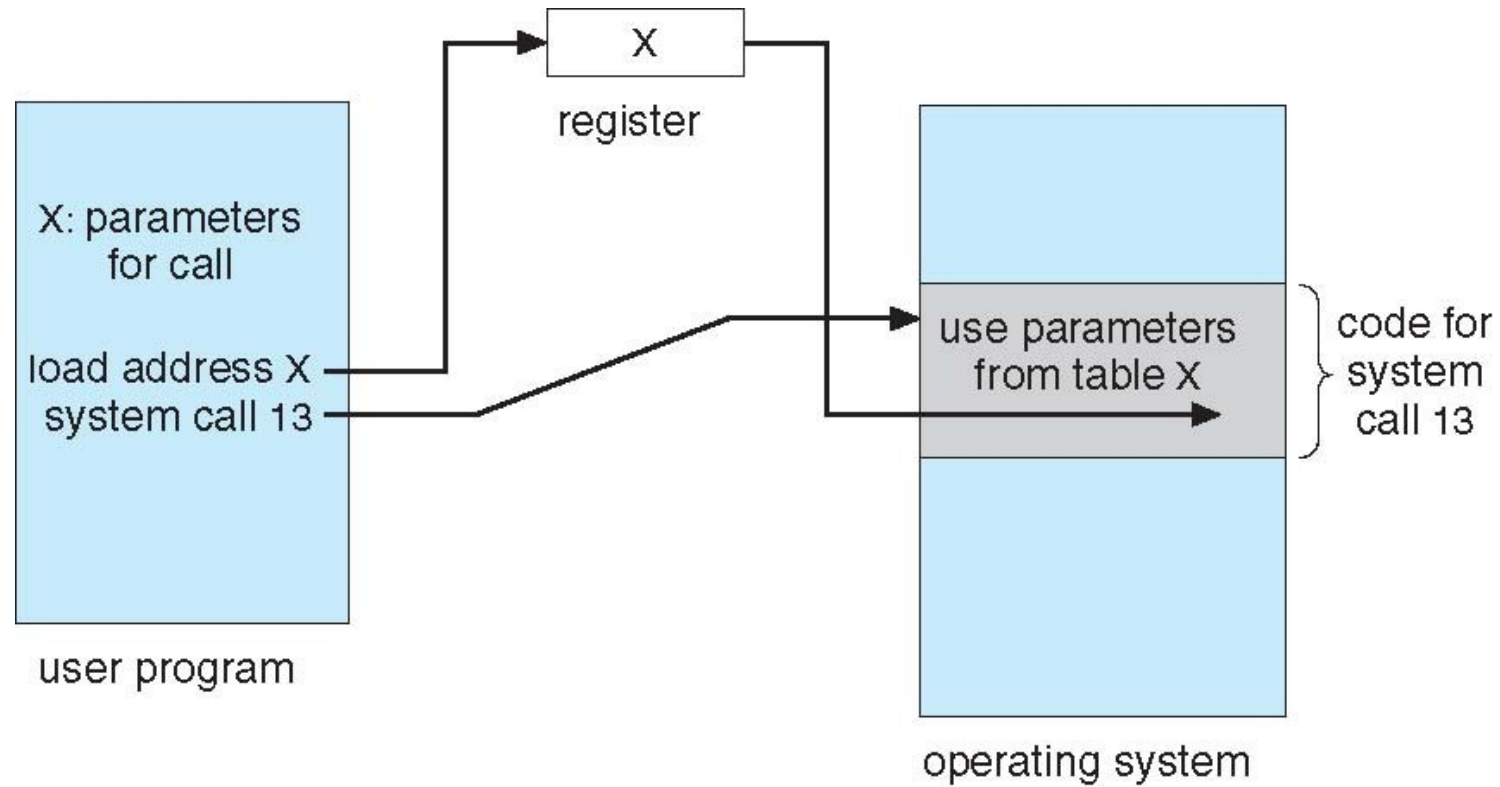 X
register
X: parameters
for call
load address X
system call 13
user program
use parameters
from table X
code for
system
call 13
operating system